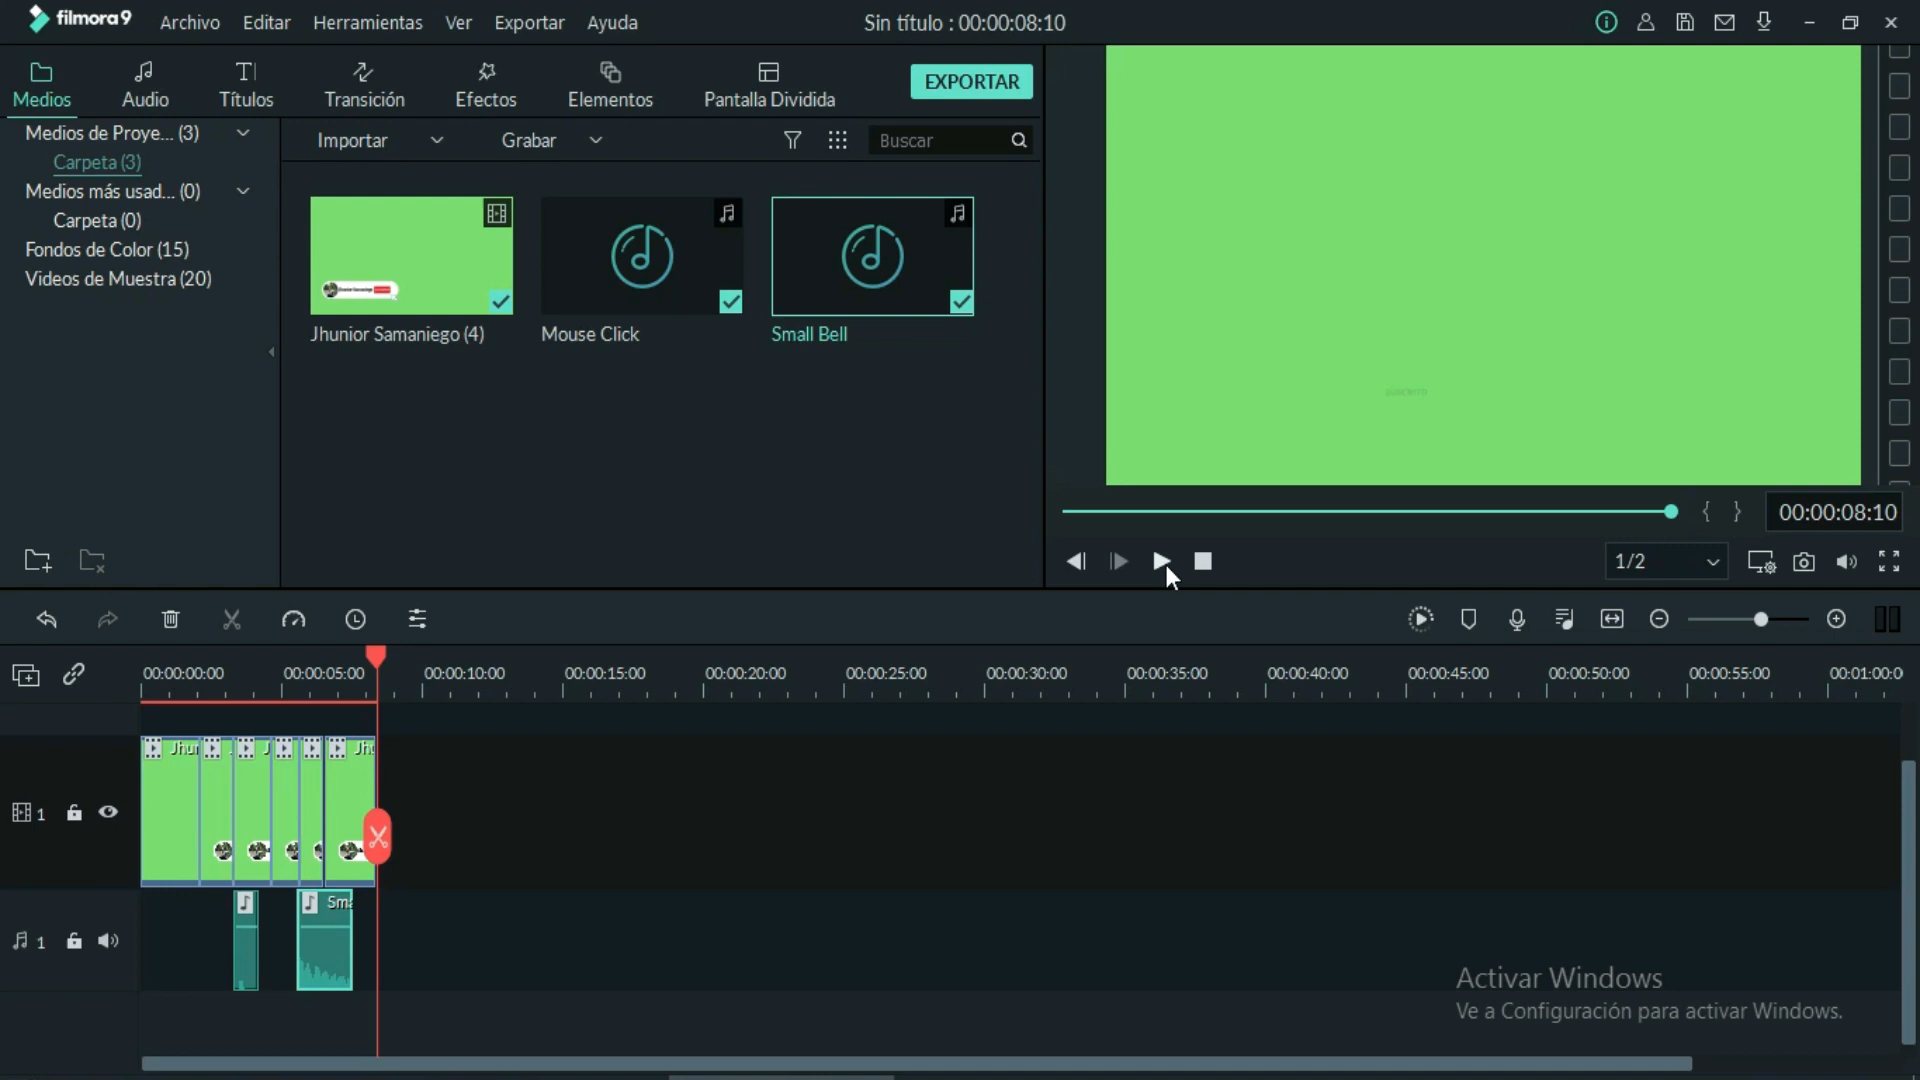 filmora9
Archivo
Editar
Herramientas
Ver
Exportar
Ayuda
Sin título : 00:00:08:10
Medios
Audio
Títulos
Transición
Efectos
Elementos
Pantalla Dividida
EXPORTAR
Medios de Proye... (3)
Carpeta (3)
Medios más usad... (0)
Carpeta (0)
Fondos de Color (15)
Videos de Muestra (20)
Importar
Grabar
Buscar
Jhunior Samaniego (4)
Mouse Click
Small Bell
00:00:08:10
1/2
00:00:00:00
00:00:05:00
00:00:10:00
00:00:15:00
00:00:20:00
00:00:25:00
00:00:30:00
00:00:35:00
00:00:40:00
00:00:45:00
00:00:50:00
00:00:55:00
00:01:00:0
1
Jhu
J
Jhu
1
Sma
Activar Windows
Ve a Configuración para activar Windows.